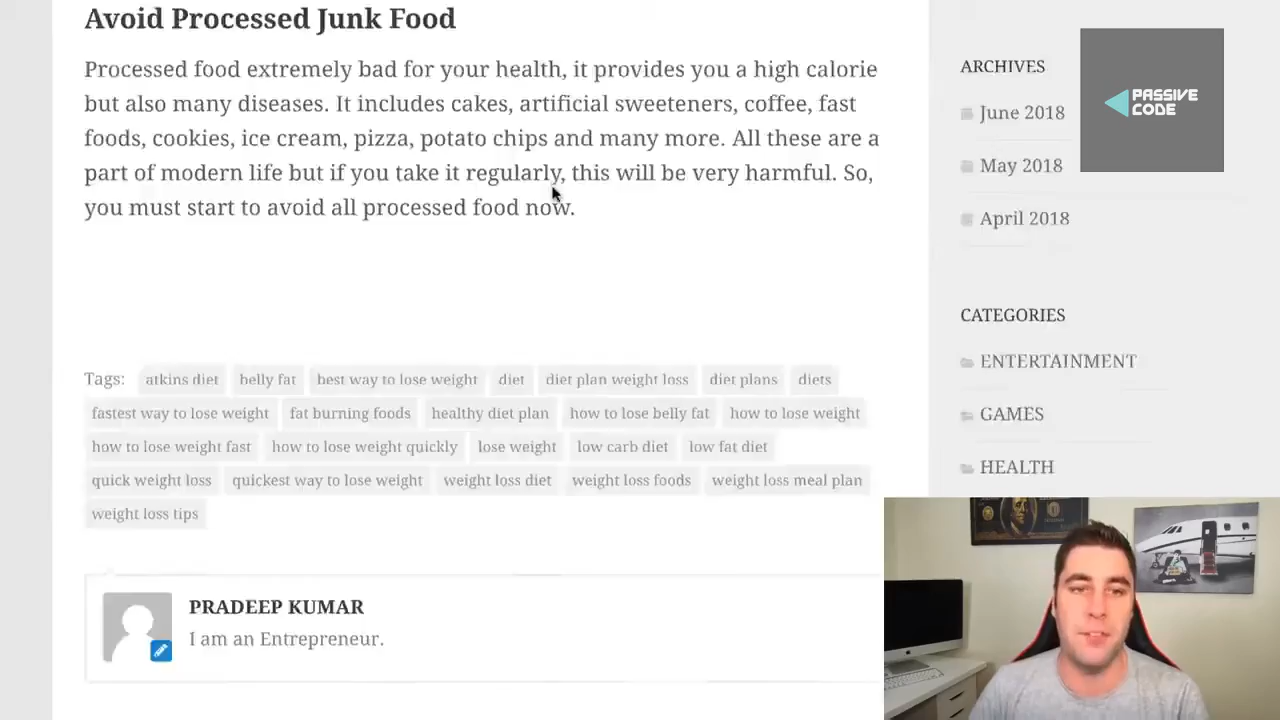 Avoid Processed Junk Food
Processed food extremely bad for your health, it provides you a high calorie
but also many diseases. It includes cakes, artificial sweeteners, coffee, fast
foods, cookies, ice cream, pizza, potato chips and many more. All these are a
part of modern life but if you take it regularly, this will be very harmful. So,
you must start to avoid all processed food now.
Tags: atkins diet belly fat best way to lose weight diet diet plan weight loss diet plans diets
fastest way to lose weight fat burning foods healthy diet plan how to lose belly fat how to lose weight
how to lose weight fast how to lose weight quickly lose weight low carb diet low fat diet
quick weight loss quickest way to lose weight weight loss diet weight loss foods weight loss meal plan
weight loss tips
PRADEEP KUMAR
I am an Entrepreneur.
ARCHIVES
June 2018
May 2018
April 2018
CATEGORIES
ENTERTAINMENT
GAMES
HEALTH
PASSIVE
CODE